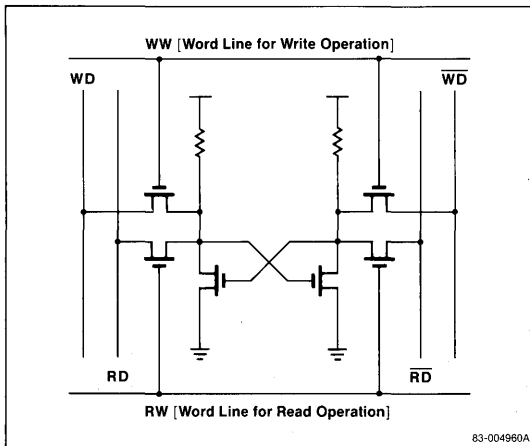 WW [Word Line for Write Operation]
WD
W̅D̅
RD
R̅D̅
RW [Word Line for Read Operation]
83-004960A